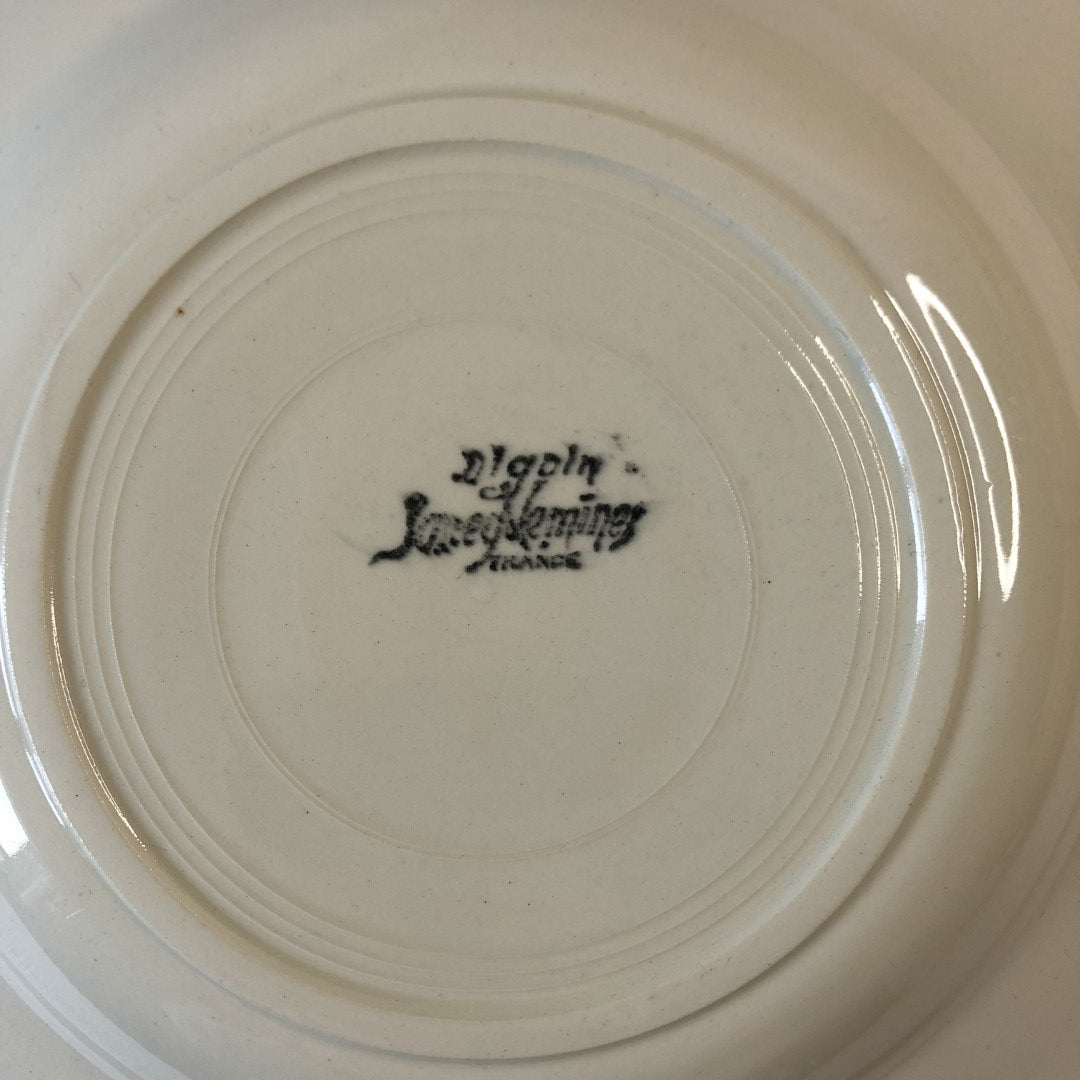 Digoin
&
Sarreguemines
FRANCE